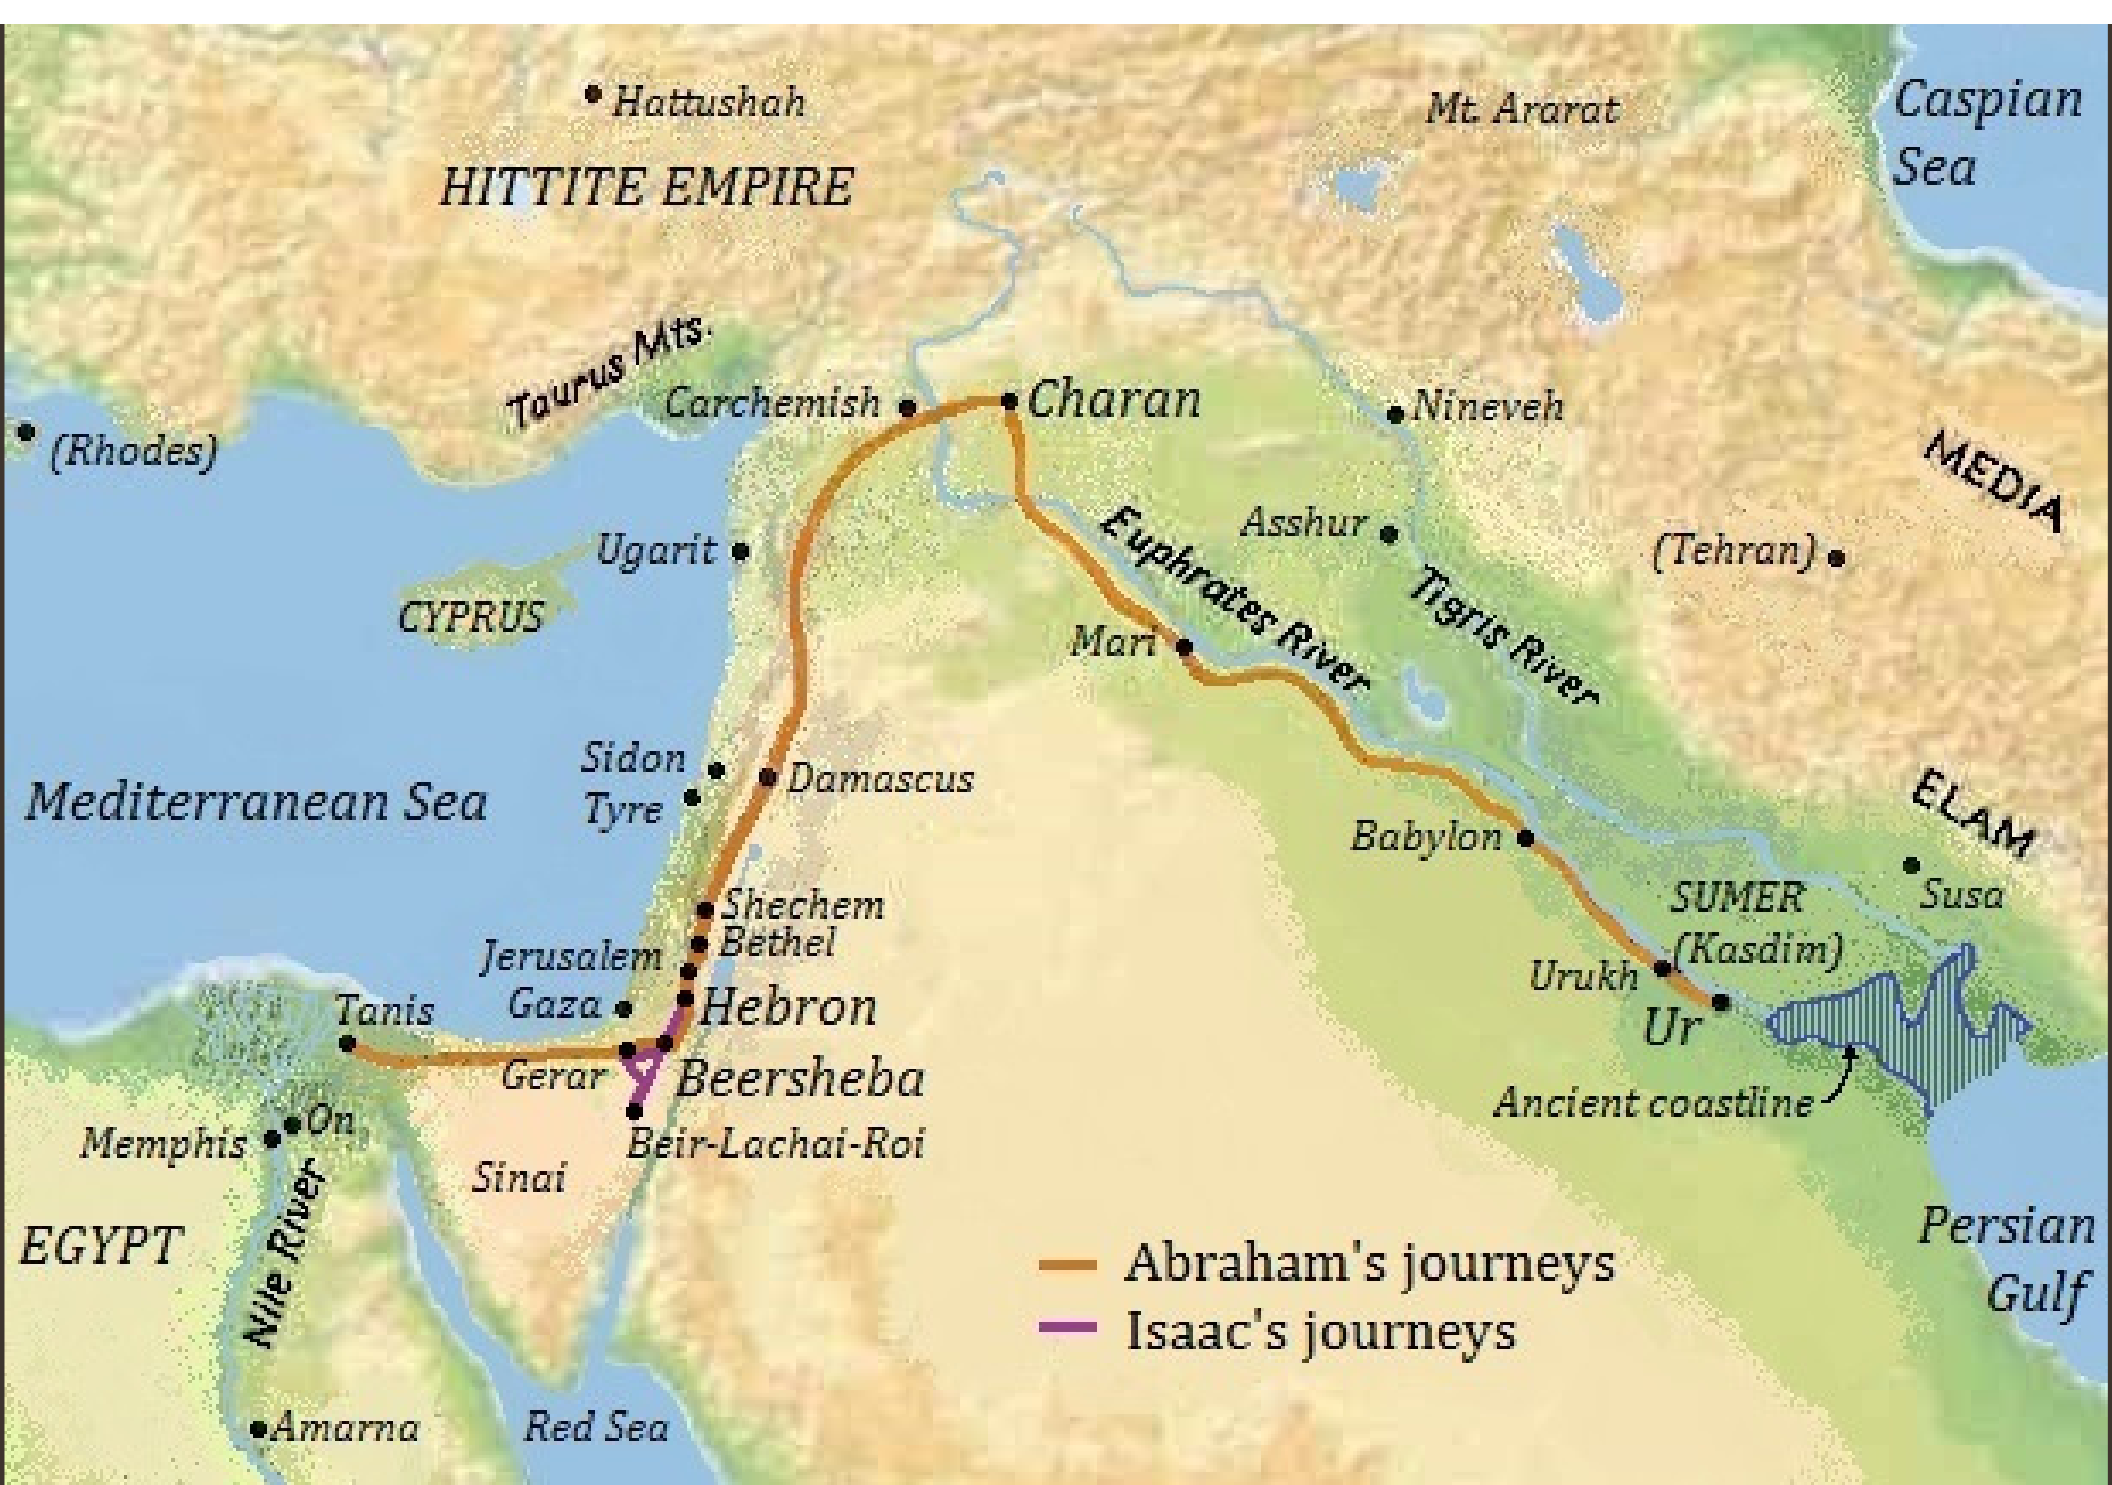 Hattushah
Mt. Ararat
Caspian
Sea
HITTITE EMPIRE
Taurus Mts.
Carchemish
Charan
Nineveh
(Rhodes)
MEDIA
Euphrates River
Asshur
(Tehran)
Ugarit
Tigris River
CYPRUS
Mari
Sidon
Damascus
Tyre
Mediterranean Sea
Babylon
ELAM
Susa
SUMER
(Kasdim)
Shechem
Bethel
Jerusalem
Urukh
Gaza
Hebron
Tanis
Ur
Gerar
Beersheba
Ancient coastline
On
Memphis
Beir-Lachai-Roi
Sinai
Nile River
EGYPT
Persian
Gulf
Abraham's journeys
Isaac's journeys
Amarna
Red Sea